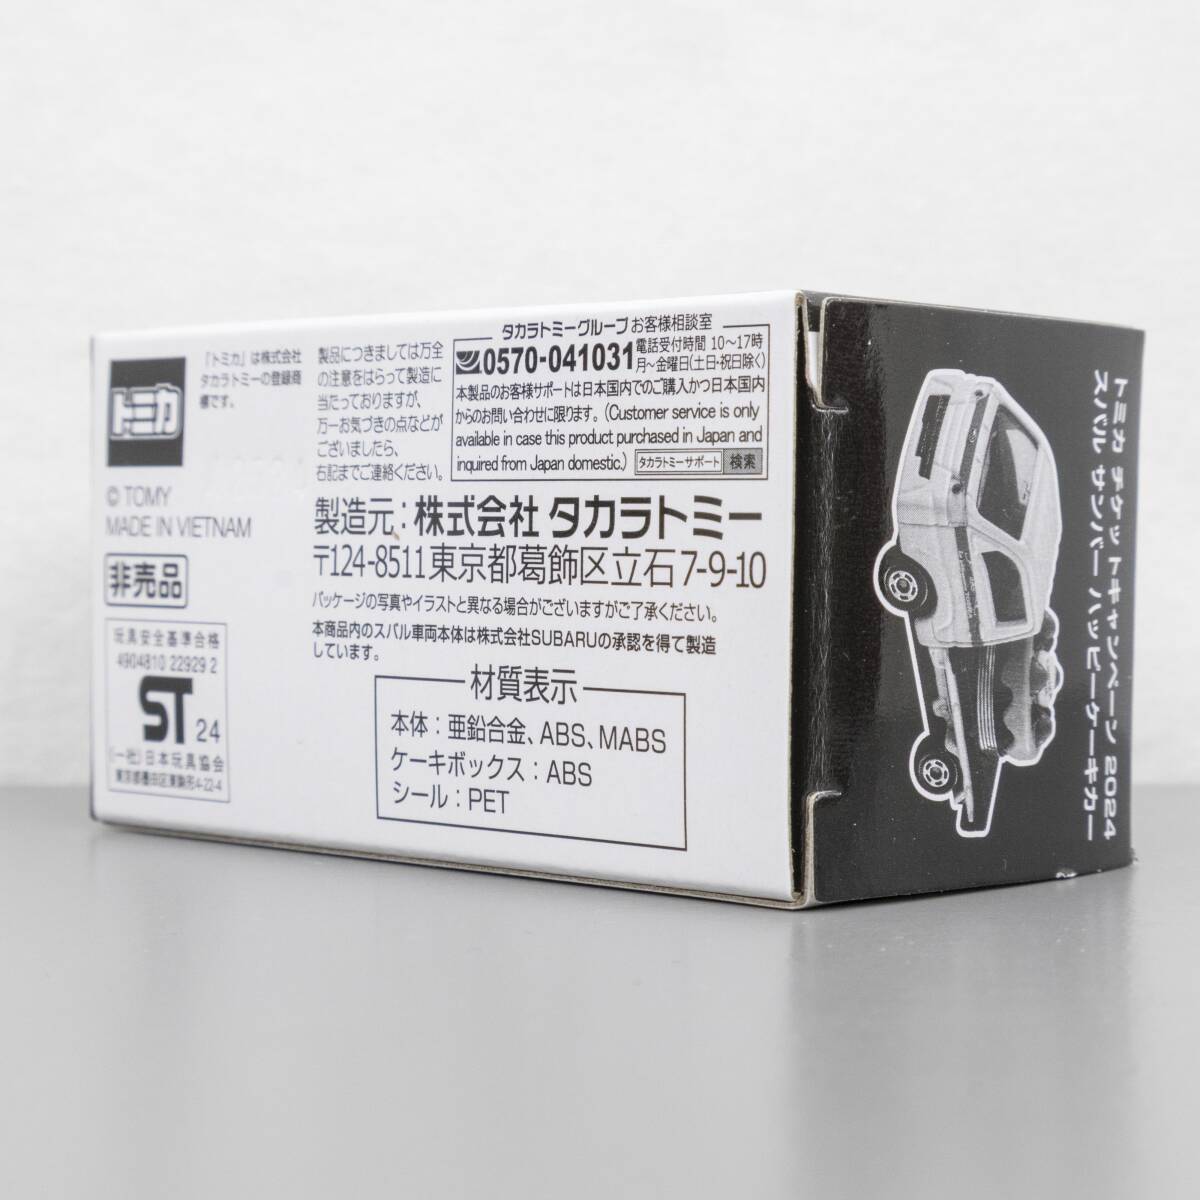 トミカ
「トミカ」は株式会社
タカラトミーの登録商
標です。
© TOMY
MADE IN VIETNAM
非売品
玩具安全基準合格
4904810 22929 2
ST 24
(一社)日本玩具協会
東京都墨田区東駒形4-22-4
製品につきましては万全
の注意をはらって製造に
当たっておりますが、
万一お気づきの点などが
ございましたら、
右記までご連絡ください。
タカラトミーグループ お客様相談室
0570-041031 電話受付時間 10〜17時
月〜金曜日(土日・祝日除く)
本製品のお客様サポートは日本国内でのご購入かつ日本国内
からのお問い合わせに限ります。(Customer service is only
available in case this product purchased in Japan and
inquired from Japan domestic.) タカラトミーサポート 検索
製造元:株式会社 タカラトミー
〒124-8511 東京都葛飾区立石 7-9-10
パッケージの写真やイラストと異なる場合がございますがご了承ください。
本商品内のスバル車両本体は株式会社SUBARUの承認を得て製造
しています。
材質表示
本体:亜鉛合金、ABS、MABS
ケーキボックス:ABS
シール:PET
トミカ チケットキャンペーン 2024
スバル サンバー ハッピーケーキカー